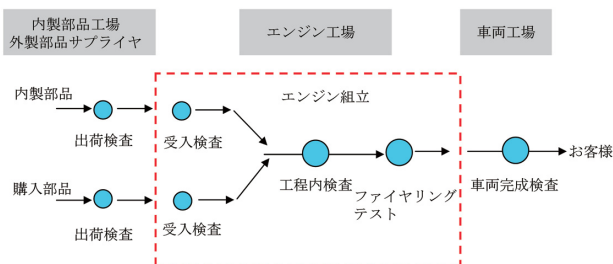 内製部品工場
外製部品サプライヤ
エンジン工場
車両工場
内製部品
エンジン組立
出荷検査
受入検査
お客様
工程内検査
ファイヤリング
テスト
車両完成検査
購入部品
出荷検査
受入検査